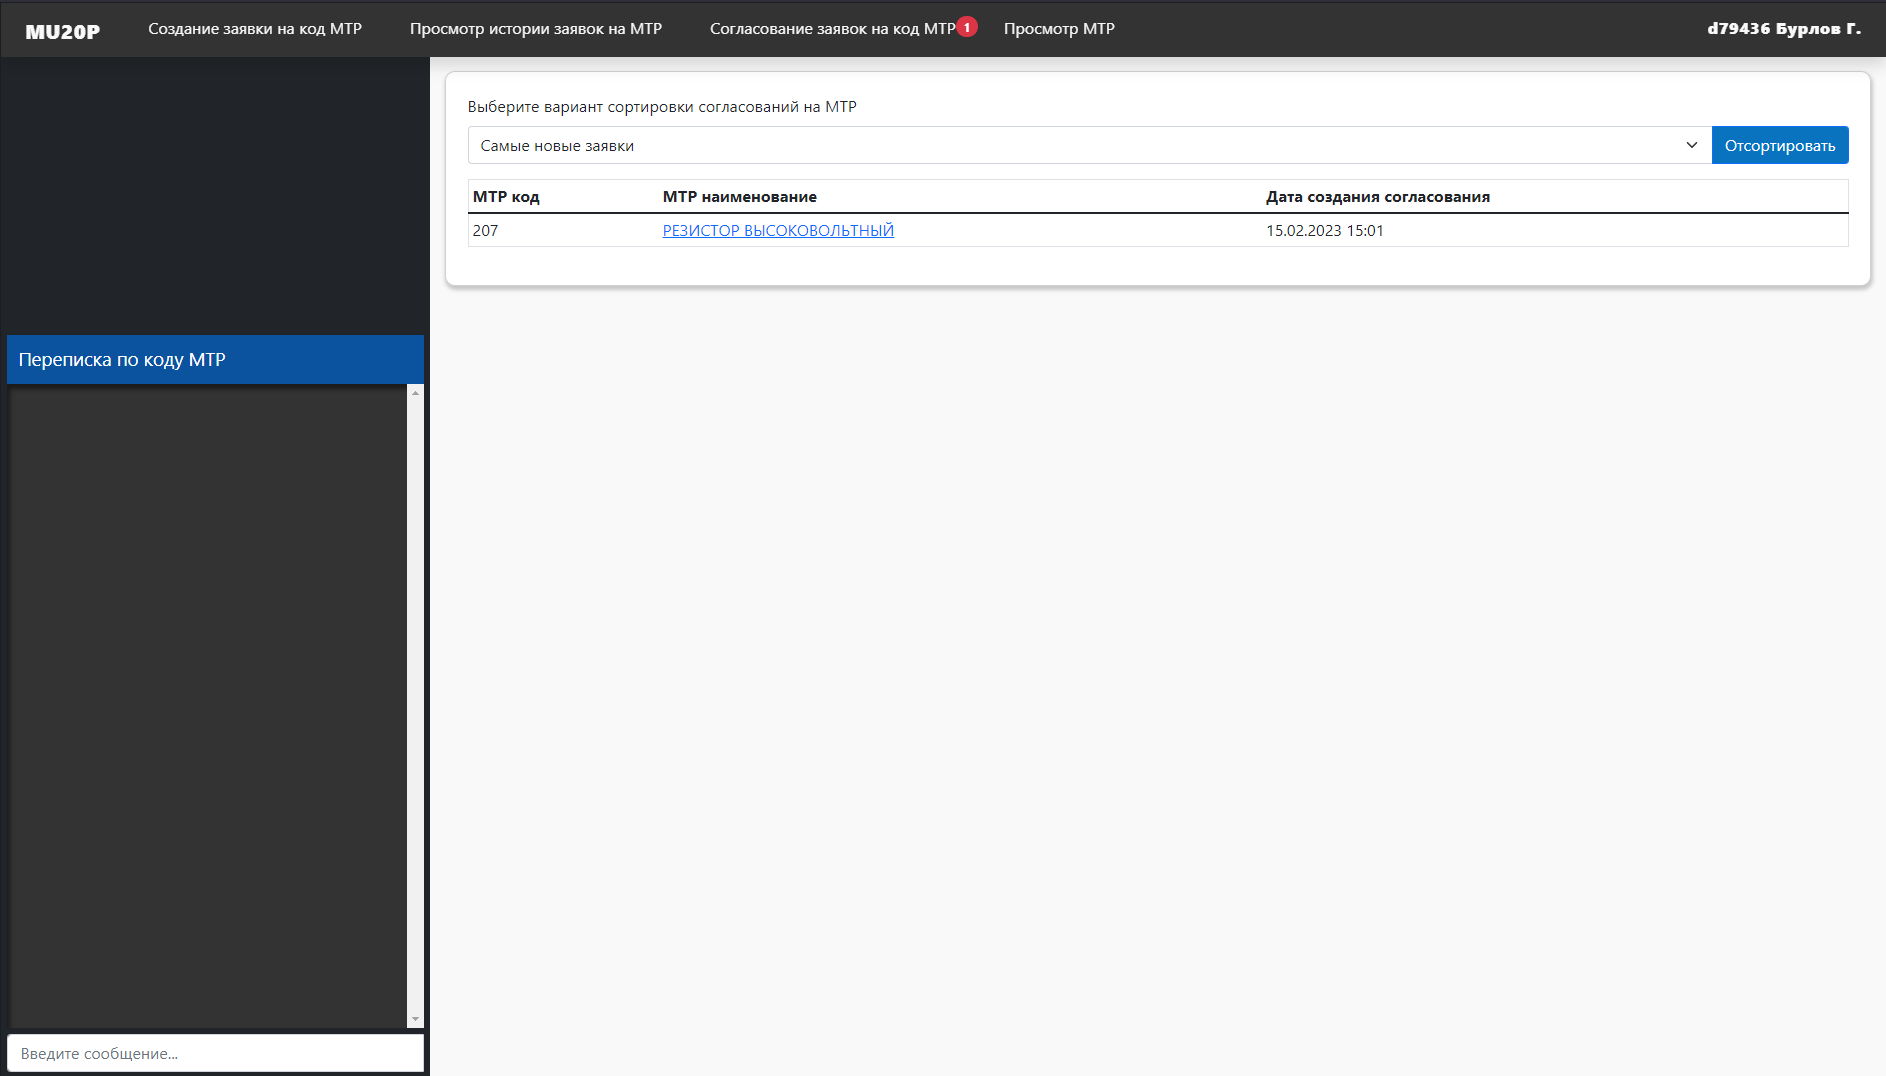 MU20P Создание заявки на код МТР Просмотр истории заявок на МТР Согласование заявок на код МТР 1 Просмотр МТР d79436 Бурлов Г.
Выберите вариант сортировки согласований на МТР
Самые новые заявки Отсортировать
МТР код МТР наименование Дата создания согласования
207 РЕЗИСТОР ВЫСОКОВОЛЬТНЫЙ 15.02.2023 15:01
Переписка по коду МТР
Введите сообщение...